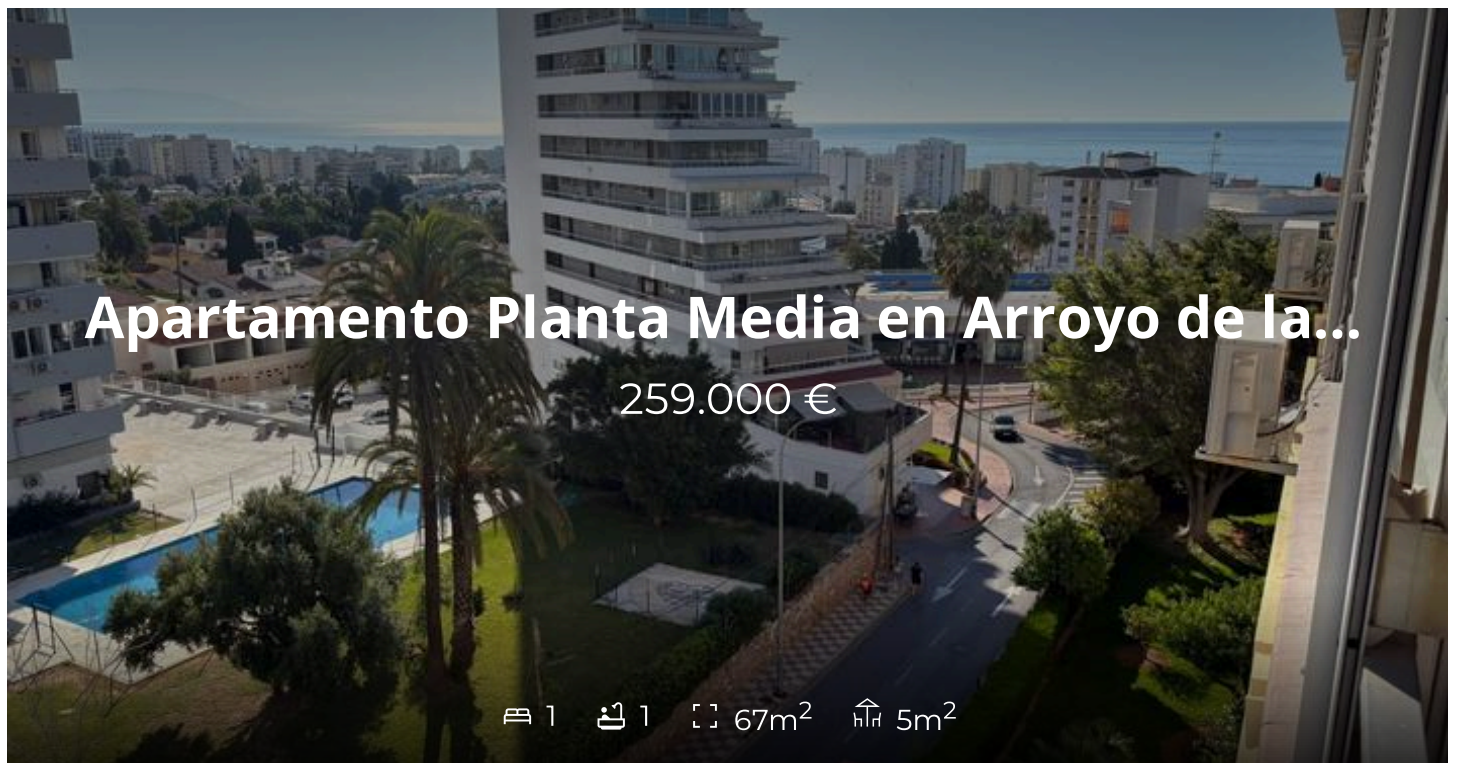 Apartamento Planta Media en Arroyo de la...
259.000 €
1 1 67m² 5m²